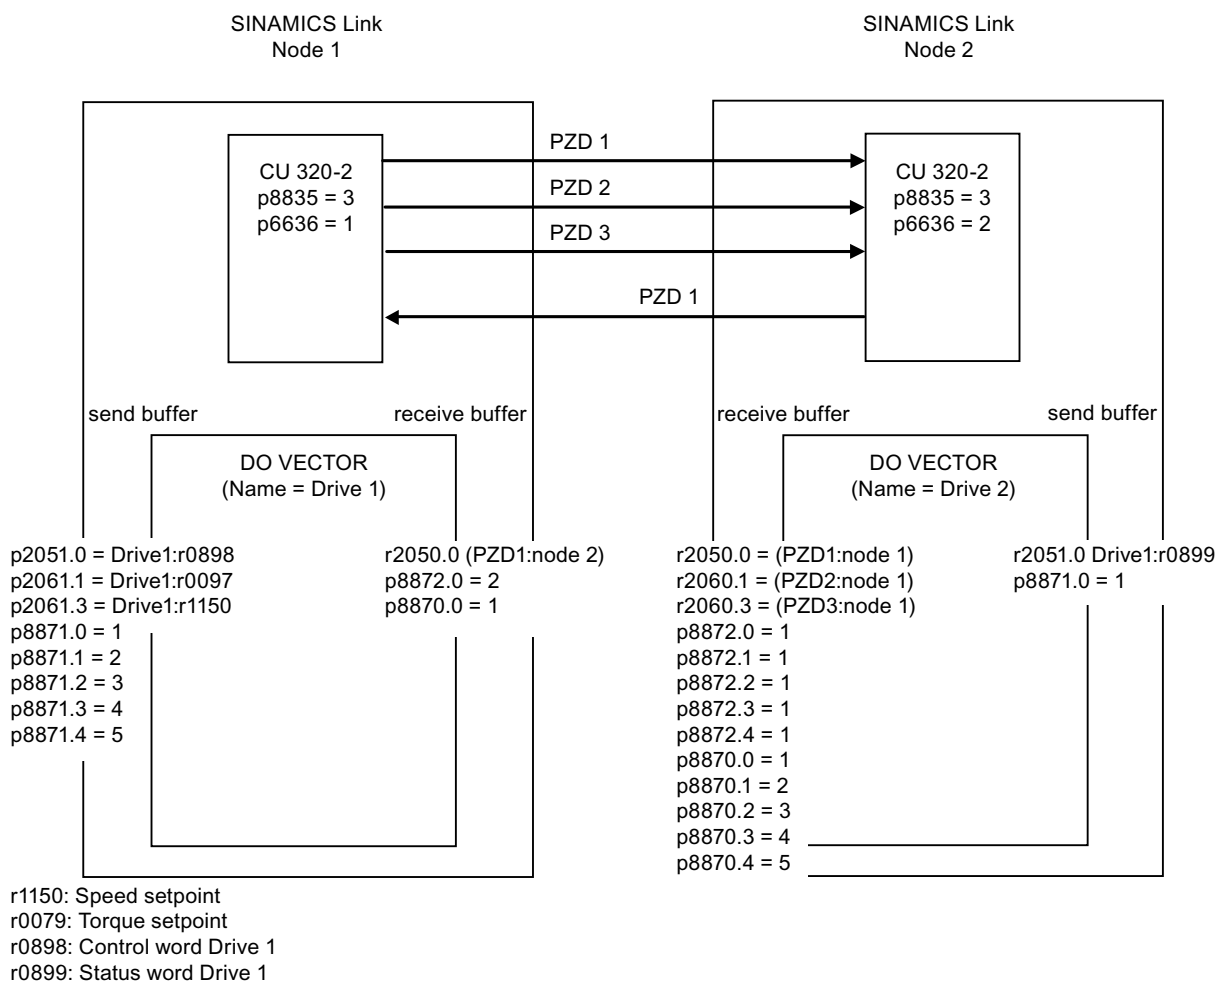 SINAMICS Link
Node 1
SINAMICS Link
Node 2
CU 320-2
p8835 = 3
p6636 = 1
PZD 1
PZD 2
PZD 3
PZD 1
CU 320-2
p8835 = 3
p6636 = 2
send buffer
receive buffer
DO VECTOR
(Name = Drive 1)
p2051.0 = Drive1:r0898
p2061.1 = Drive1:r0097
p2061.3 = Drive1:r1150
p8871.0 = 1
p8871.1 = 2
p8871.2 = 3
p8871.3 = 4
p8871.4 = 5
r2050.0 (PZD1:node 2)
p8872.0 = 2
p8870.0 = 1
receive buffer
send buffer
DO VECTOR
(Name = Drive 2)
r2050.0 = (PZD1:node 1)
r2060.1 = (PZD2:node 1)
r2060.3 = (PZD3:node 1)
p8872.0 = 1
p8872.1 = 1
p8872.2 = 1
p8872.3 = 1
p8872.4 = 1
p8870.0 = 1
p8870.1 = 2
p8870.2 = 3
p8870.3 = 4
p8870.4 = 5
r2051.0 Drive1:r0899
p8871.0 = 1
r1150: Speed setpoint
r0079: Torque setpoint
r0898: Control word Drive 1
r0899: Status word Drive 1